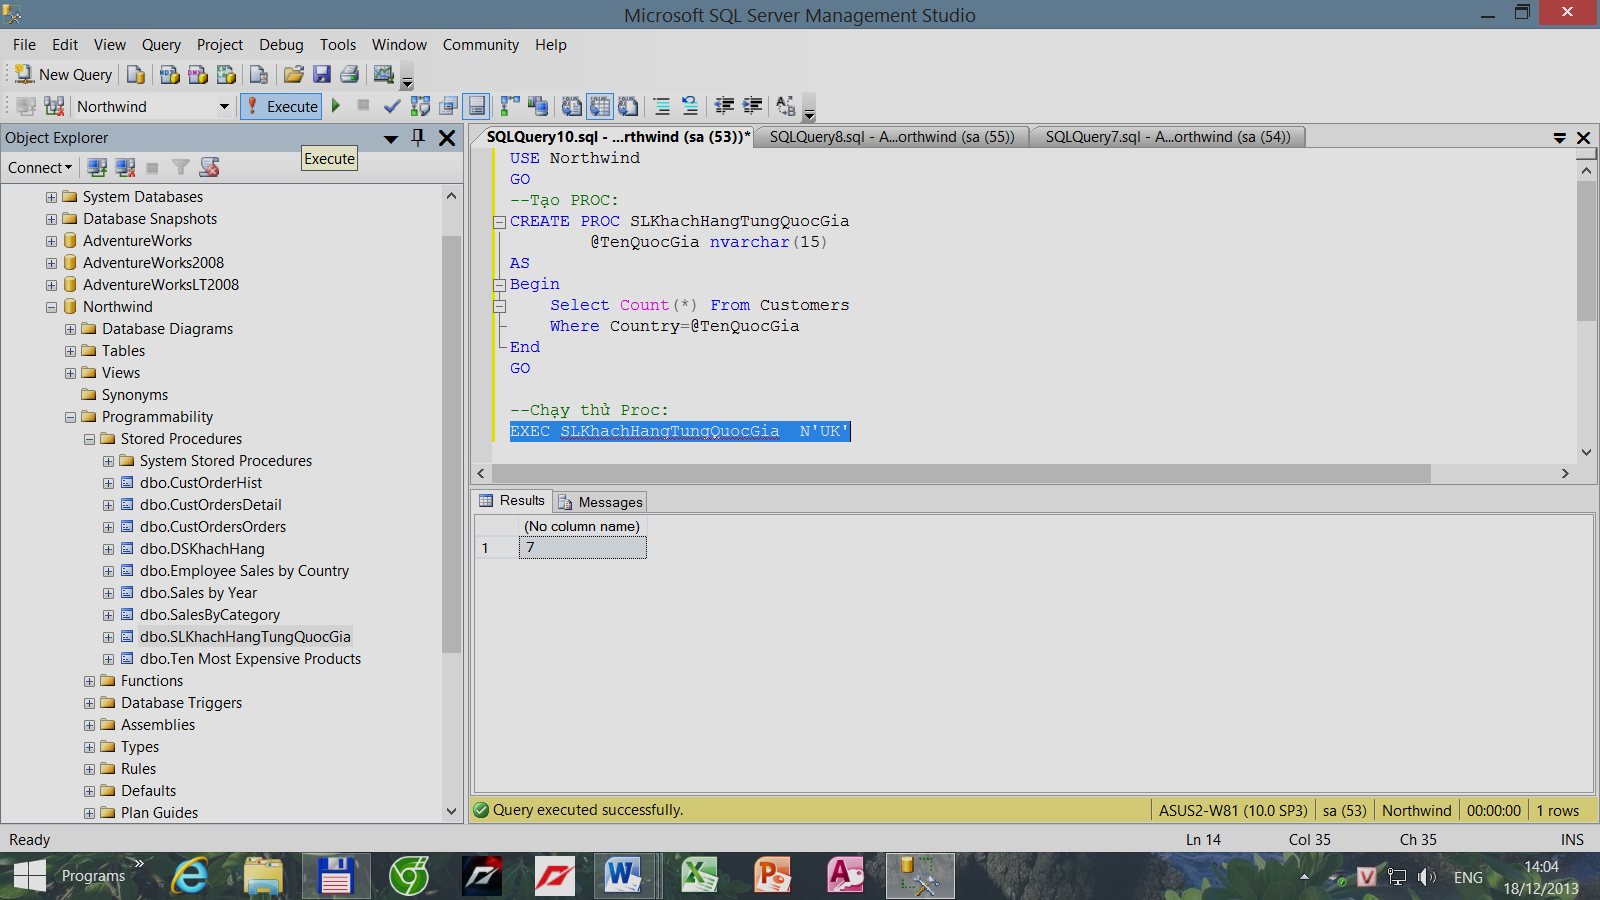 Microsoft SQL Server Management Studio
File Edit View Query Project Debug Tools Window Community Help
New Query
Northwind Execute
Object Explorer
Execute
Connect
System Databases
Database Snapshots
AdventureWorks
AdventureWorks2008
AdventureWorksLT2008
Northwind
Database Diagrams
Tables
Views
Synonyms
Programmability
Stored Procedures
System Stored Procedures
dbo.CustOrderHist
dbo.CustOrdersDetail
dbo.CustOrdersOrders
dbo.DSKhachHang
dbo.Employee Sales by Country
dbo.Sales by Year
dbo.SalesByCategory
dbo.SLKhachHangTungQuocGia
dbo.Ten Most Expensive Products
Functions
Database Triggers
Assemblies
Types
Rules
Defaults
Plan Guides
SQLQuery10.sql - ...rthwind (sa (53))* SQLQuery8.sql - A...orthwind (sa (55)) SQLQuery7.sql - A...orthwind (sa (54))
USE Northwind
GO
--Tạo PROC:
CREATE PROC SLKhachHangTungQuocGia
@TenQuocGia nvarchar(15)
AS
Begin
Select Count(*) From Customers
Where Country=@TenQuocGia
End
GO
--Chạy thử Proc:
EXEC SLKhachHangTungQuocGia N'UK'
Results Messages
(No column name)
1 7
Query executed successfully. ASUS2-W81 (10.0 SP3) sa (53) Northwind 00:00:00 1 rows
Ready Ln 14 Col 35 Ch 35 INS
Programs ENG 14:04
18/12/2013